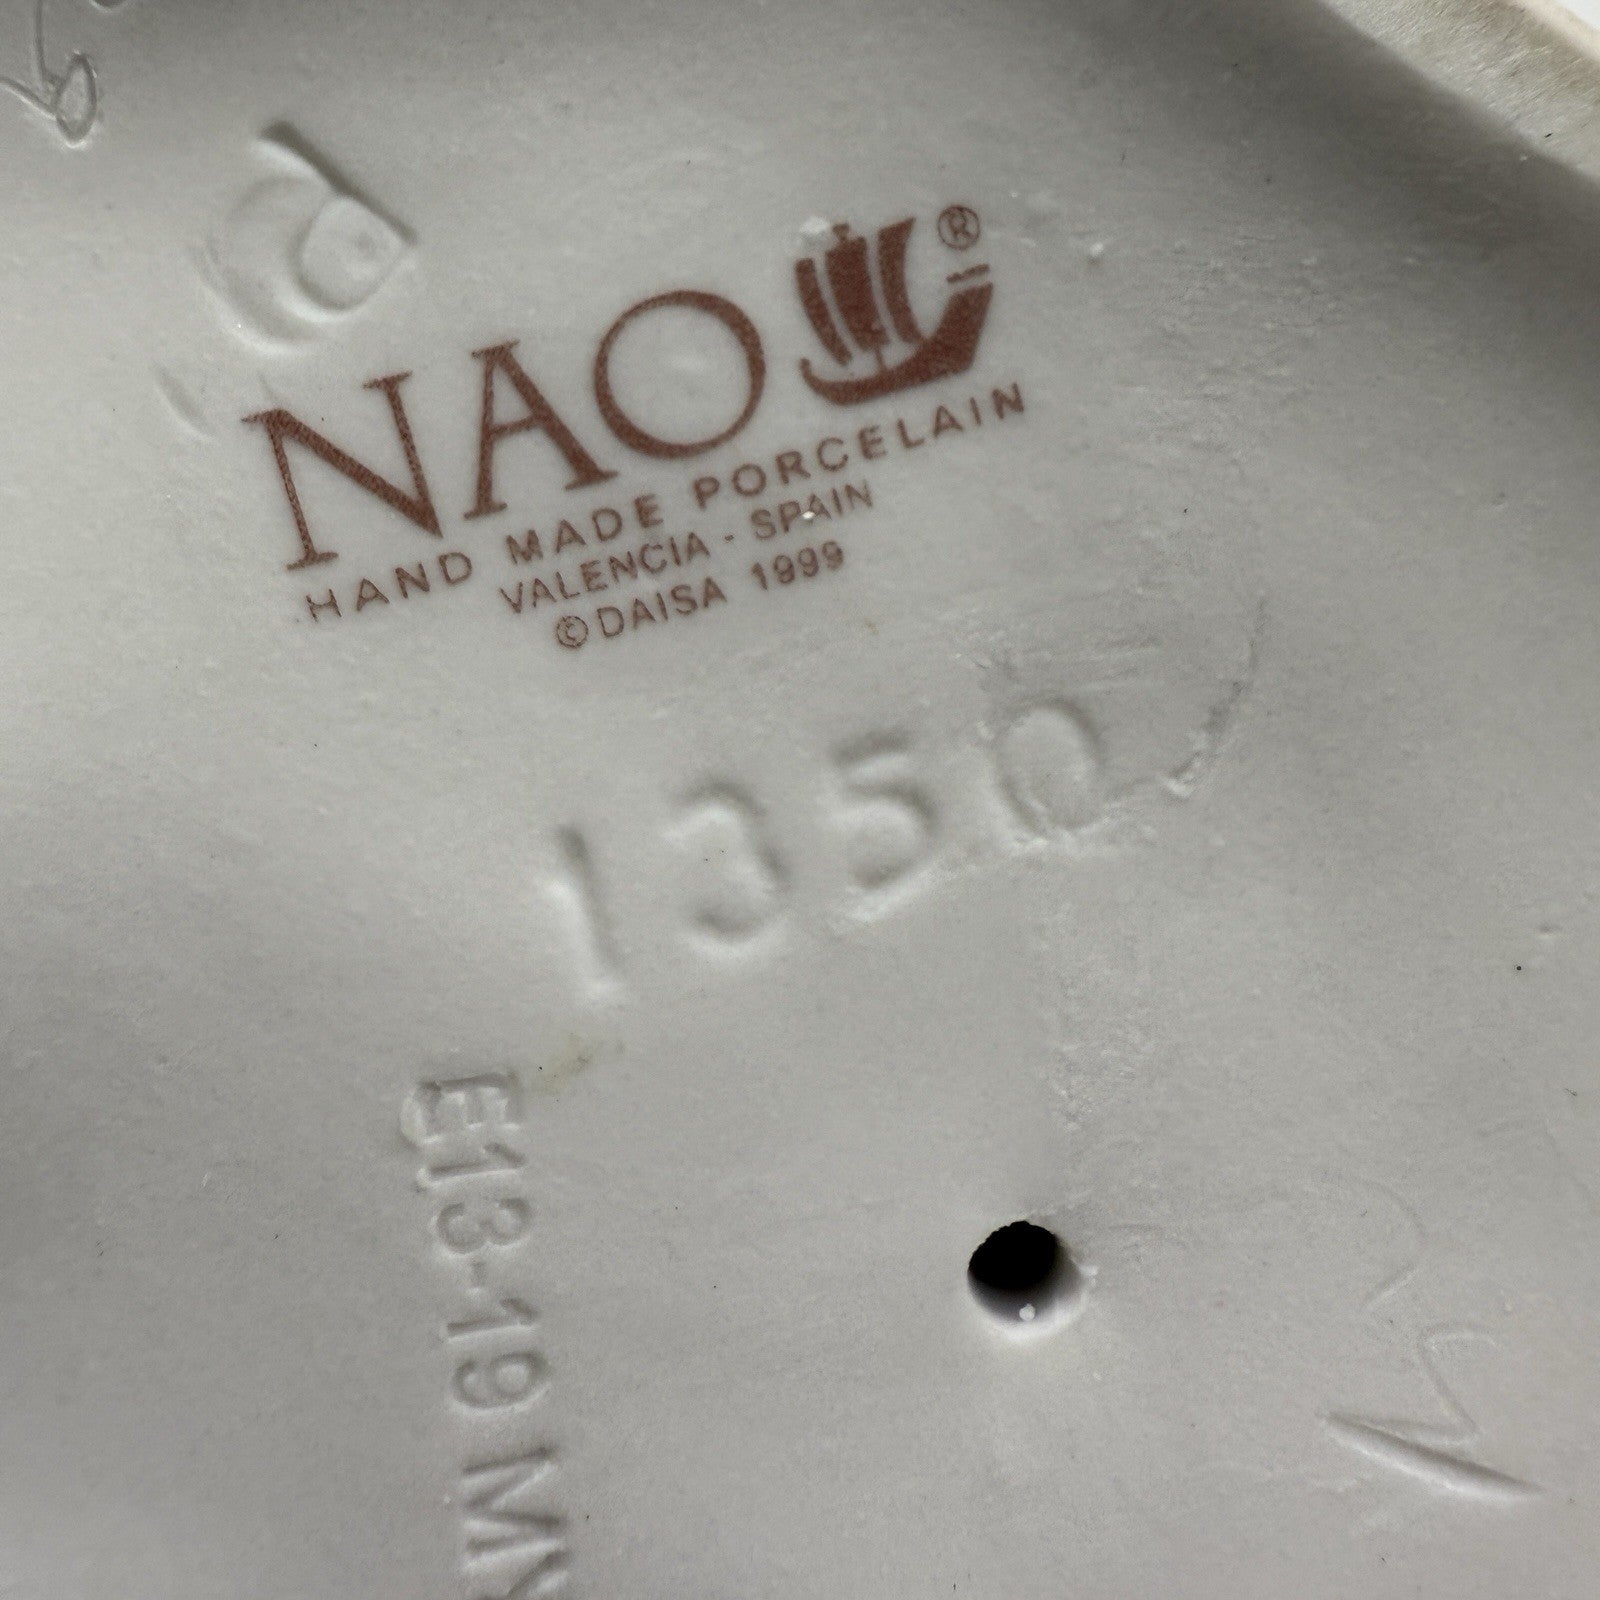 NAO ®
HAND MADE PORCELAIN
VALENCIA - SPAIN
© DAISA 1999
1350
E13-19 M